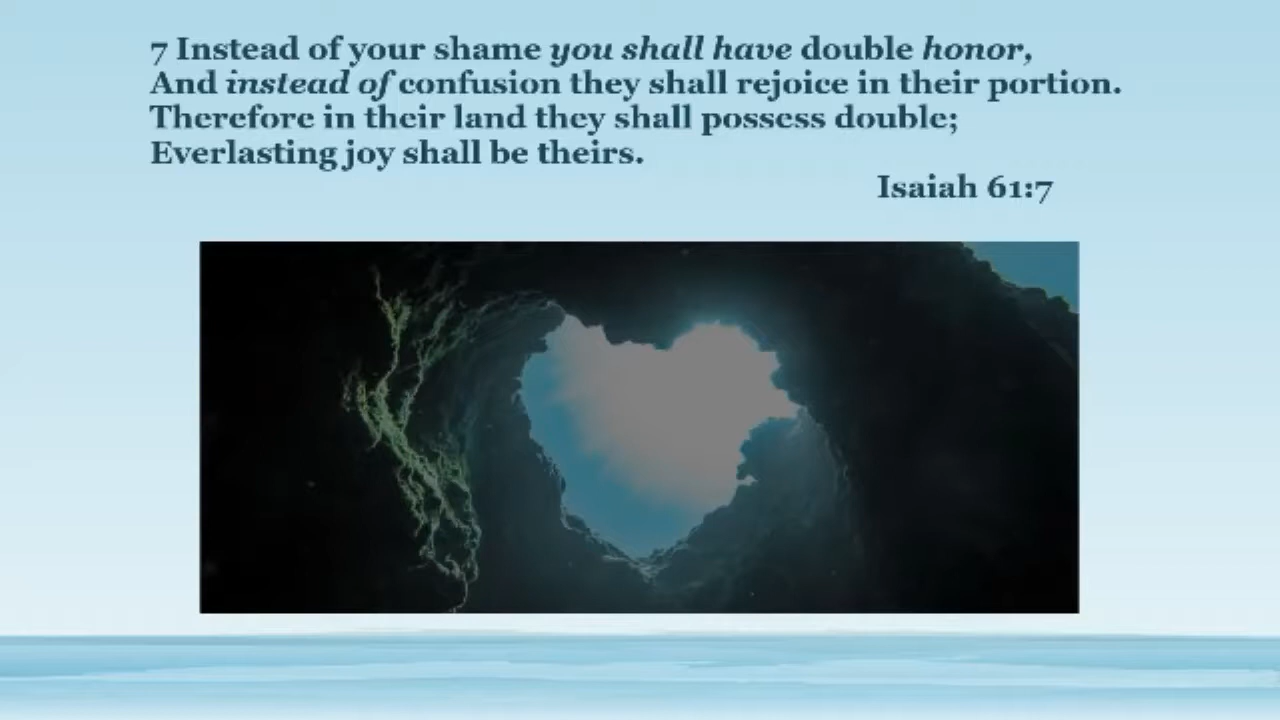 7 Instead of your shame you shall have double honor,
And instead of confusion they shall rejoice in their portion.
Therefore in their land they shall possess double;
Everlasting joy shall be theirs.
Isaiah 61:7